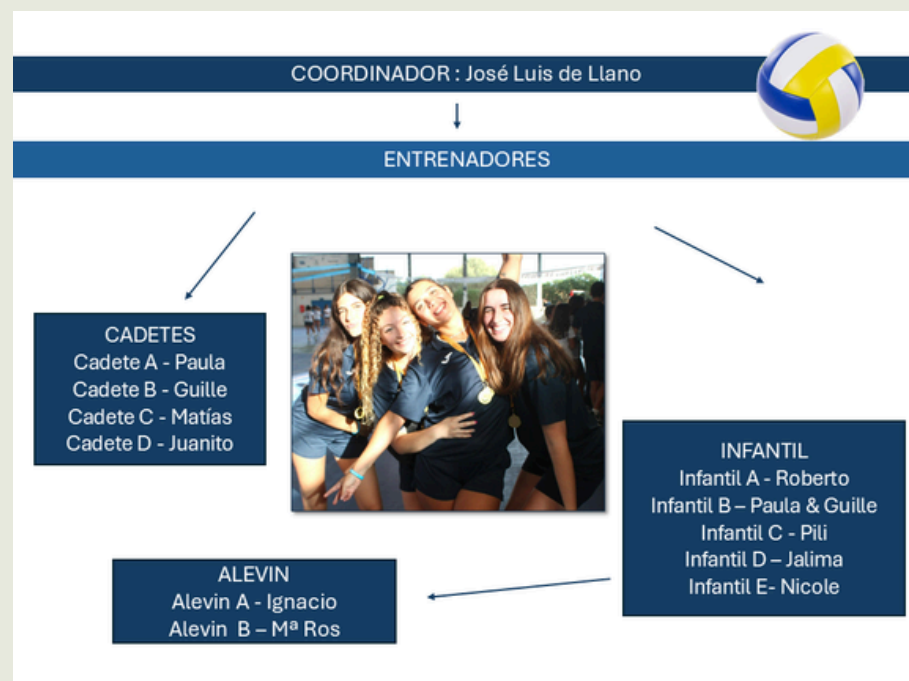 COORDINADOR : José Luis de Llano
ENTRENADORES
CADETES
Cadete A - Paula
Cadete B - Guille
Cadete C - Matías
Cadete D - Juanito
INFANTIL
Infantil A - Roberto
Infantil B – Paula & Guille
Infantil C - Pili
Infantil D – Jalima
Infantil E- Nicole
ALEVIN
Alevin A - Ignacio
Alevin B – Mª Ros